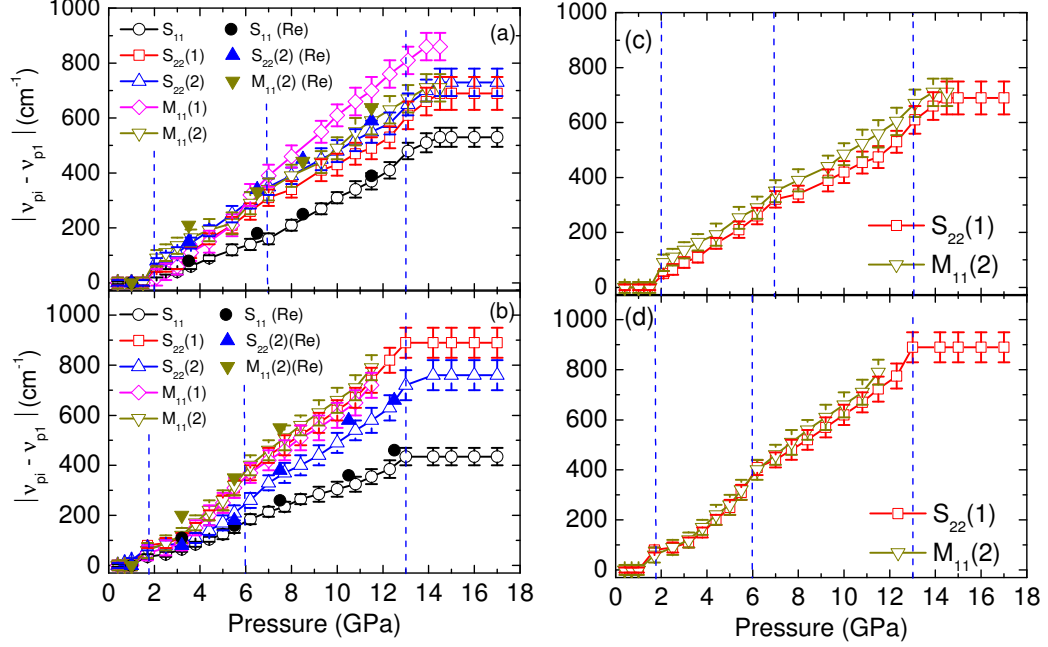 (a)
S₁₁
S₂₂(1)
S₂₂(2)
M₁₁(1)
M₁₁(2)
S₁₁ (Re)
S₂₂(2) (Re)
M₁₁(2) (Re)
1000
800
600
400
200
0
| ν_pi - ν_p1 | (cm⁻¹)
(b)
S₁₁
S₂₂(1)
S₂₂(2)
M₁₁(1)
M₁₁(2)
S₁₁ (Re)
S₂₂(2)(Re)
M₁₁(2)(Re)
1000
800
600
400
200
0
| ν_pi - ν_p1 | (cm⁻¹)
0 2 4 6 8 10 12 14 16 18
Pressure (GPa)
(c)
1000
800
600
400
200
0
S₂₂(1)
M₁₁(2)
(d)
1000
800
600
400
200
0
S₂₂(1)
M₁₁(2)
0 2 4 6 8 10 12 14 16 18
Pressure (GPa)